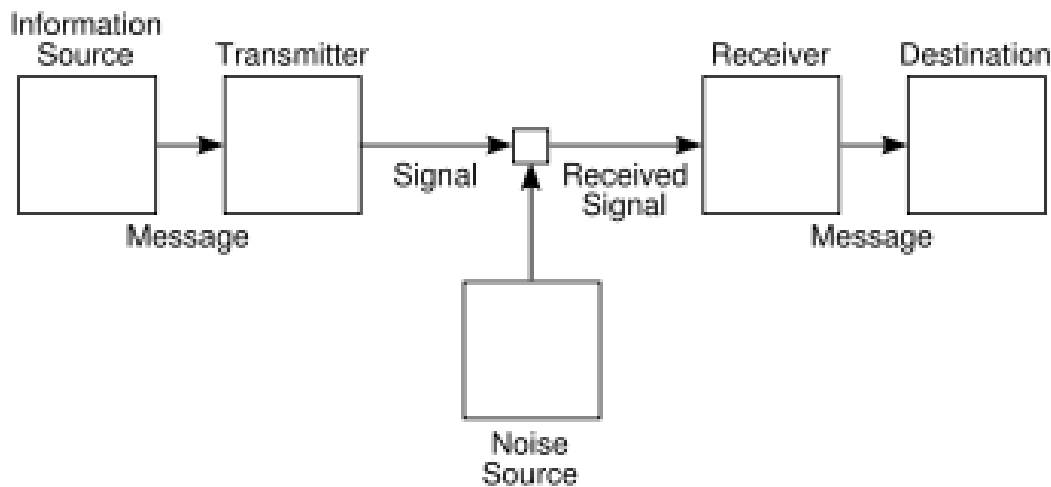 Information
Source
Transmitter
Receiver
Destination
Signal
Received
Signal
Message
Message
Noise
Source